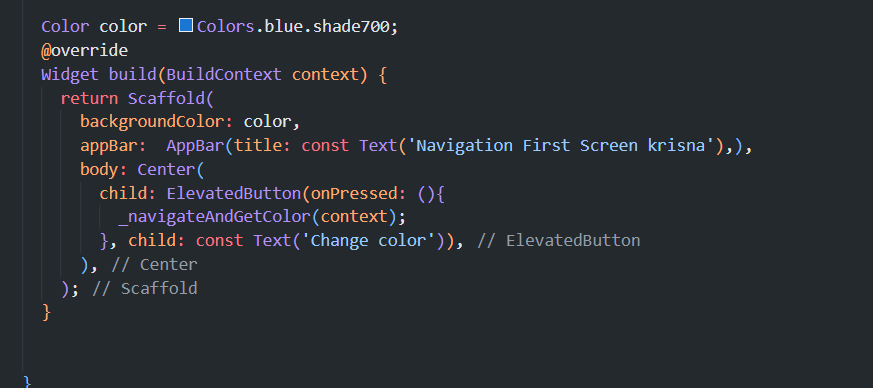 Color color = Colors.blue.shade700;
@override
Widget build(BuildContext context) {
return Scaffold(
backgroundColor: color,
appBar:  AppBar(title: const Text('Navigation First Screen krisna'),),
body: Center(
child: ElevatedButton(onPressed: (){
_navigateAndGetColor(context);
}, child: const Text('Change color')), // ElevatedButton
), // Center
); // Scaffold
}
}